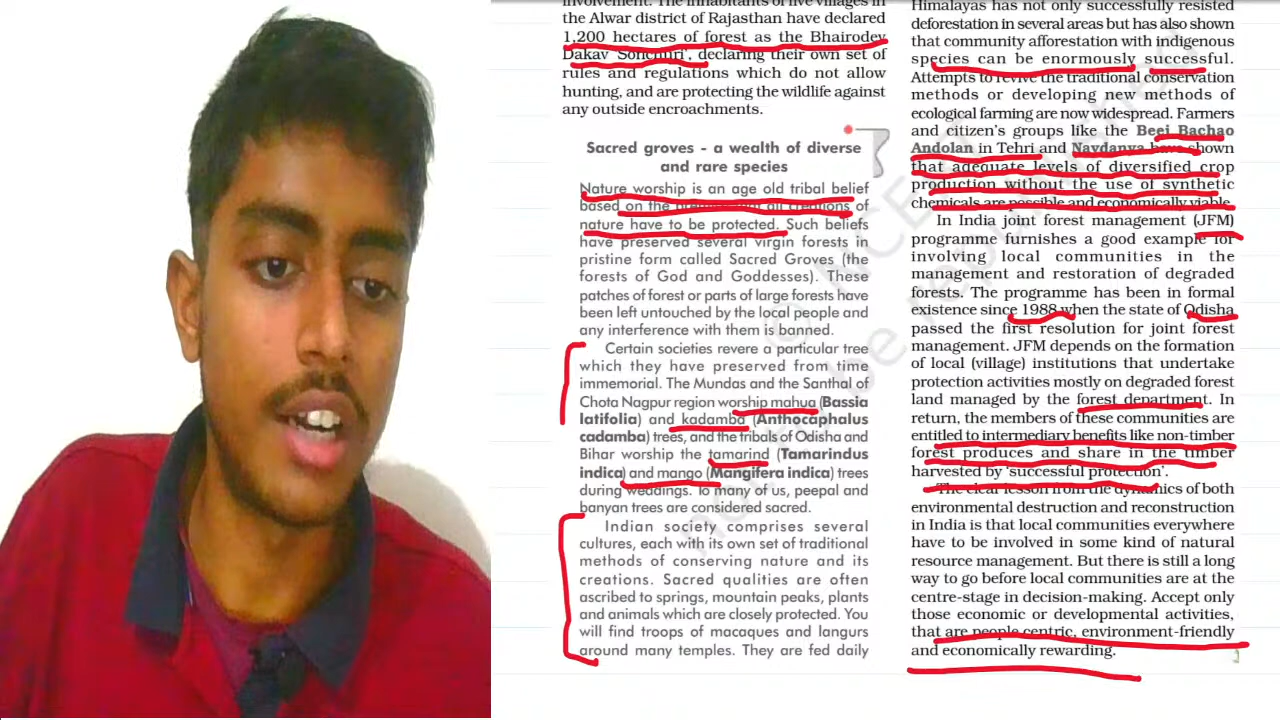 involvement. The inhabitants of five villages in
the Alwar district of Rajasthan have declared
1,200 hectares of forest as the Bhairodev
Dakav 'Sonchuri', declaring their own set of
rules and regulations which do not allow
hunting, and are protecting the wildlife against
any outside encroachments.
Sacred groves - a wealth of diverse
and rare species
Nature worship is an age old tribal belief
based on the premise that all creations of
nature have to be protected. Such beliefs
have preserved several virgin forests in
pristine form called Sacred Groves (the
forests of God and Goddesses). These
patches of forest or parts of large forests have
been left untouched by the local people and
any interference with them is banned.
Certain societies revere a particular tree
which they have preserved from time
immemorial. The Mundas and the Santhal of
Chota Nagpur region worship mahua (Bassia
latifolia) and kadamba (Anthocaphalus
cadamba) trees, and the tribals of Odisha and
Bihar worship the tamarind (Tamarindus
indica) and mango (Mangifera indica) trees
during weddings. To many of us, peepal and
banyan trees are considered sacred.
Indian society comprises several
cultures, each with its own set of traditional
methods of conserving nature and its
creations. Sacred qualities are often
ascribed to springs, mountain peaks, plants
and animals which are closely protected. You
will find troops of macaques and langurs
around many temples. They are fed daily
Himalayas has not only successfully resisted
deforestation in several areas but has also shown
that community afforestation with indigenous
species can be enormously successful.
Attempts to revive the traditional conservation
methods or developing new methods of
ecological farming are now widespread. Farmers
and citizen's groups like the Beej Bachao
Andolan in Tehri and Navdanya have shown
that adequate levels of diversified crop
production without the use of synthetic
chemicals are possible and economically viable.
In India joint forest management (JFM)
programme furnishes a good example for
involving local communities in the
management and restoration of degraded
forests. The programme has been in formal
existence since 1988 when the state of Odisha
passed the first resolution for joint forest
management. JFM depends on the formation
of local (village) institutions that undertake
protection activities mostly on degraded forest
land managed by the forest department. In
return, the members of these communities are
entitled to intermediary benefits like non-timber
forest produces and share in the timber
harvested by 'successful protection'.
The clear lesson from the dynamics of both
environmental destruction and reconstruction
in India is that local communities everywhere
have to be involved in some kind of natural
resource management. But there is still a long
way to go before local communities are at the
centre-stage in decision-making. Accept only
those economic or developmental activities,
that are people centric, environment-friendly
and economically rewarding.